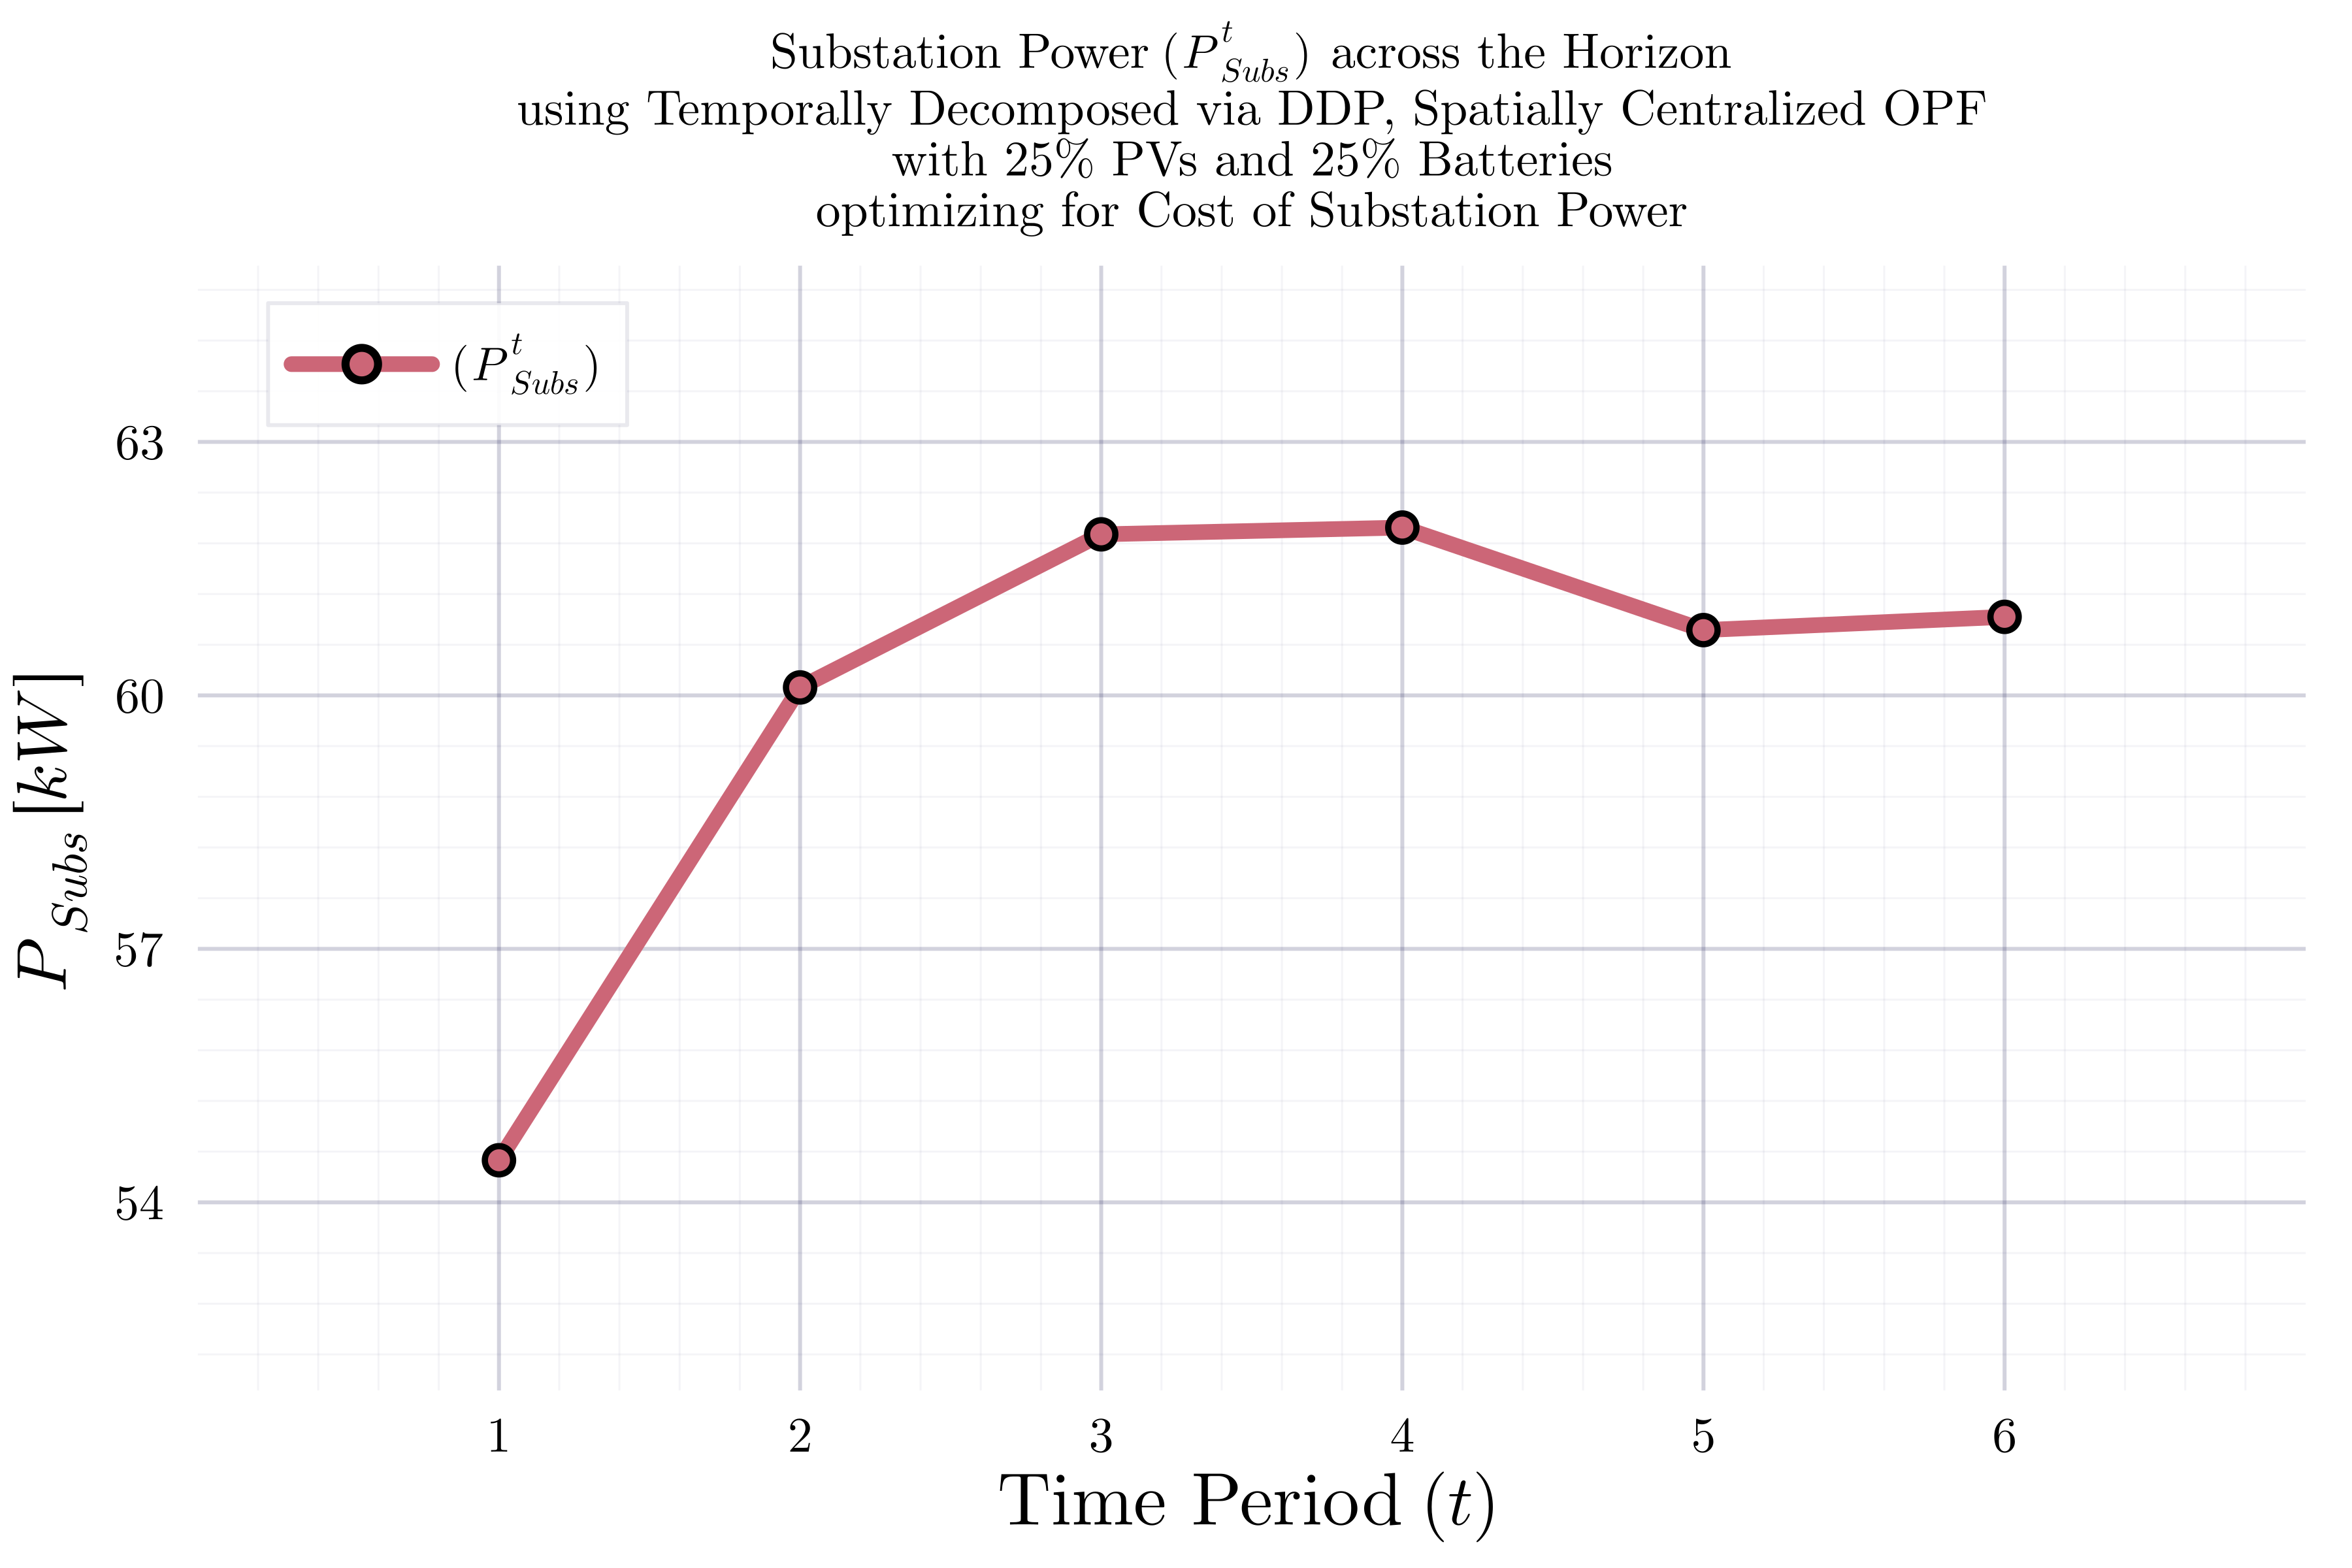 Substation Power (P^t_Subs) across the Horizon
using Temporally Decomposed via DDP, Spatially Centralized OPF
with 25% PVs and 25% Batteries
optimizing for Cost of Substation Power
(P^t_Subs)
63
60
57
54
P_Subs [kW]
1 2 3 4 5 6
Time Period (t)